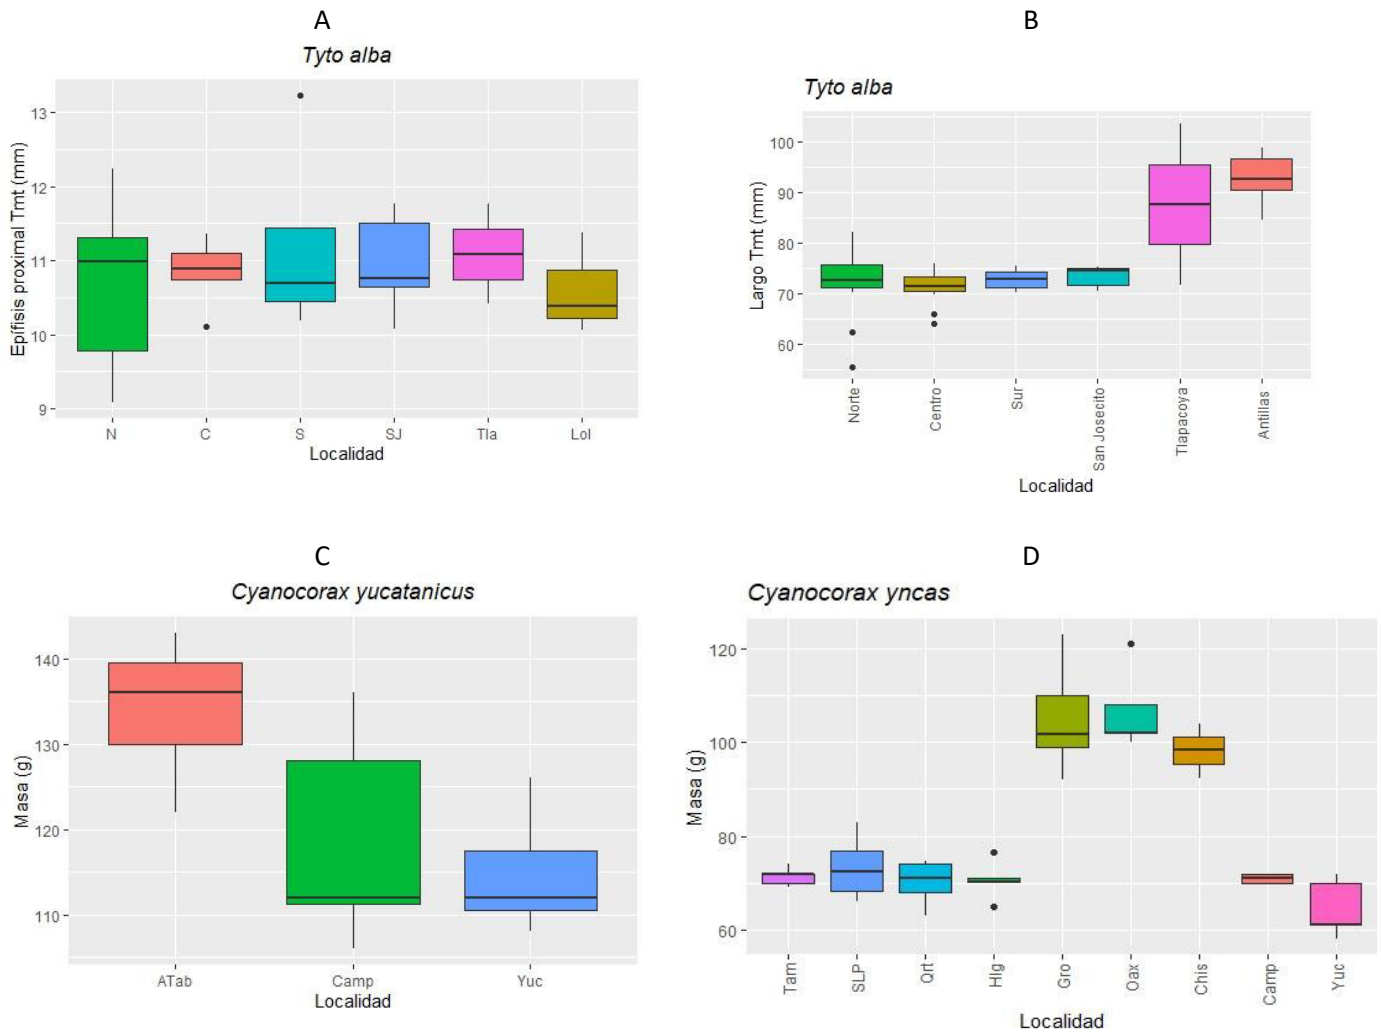 A
Tyto alba
Epífisis proximal Tmt (mm)
13
12
11
10
9
N C S SJ Tla Lol
Localidad
B
Tyto alba
Largo Tmt (mm)
100
90
80
70
60
Norte Centro Sur San Josecito Tlapacoya Antillas
Localidad
C
Cyanocorax yucatanicus
Masa (g)
140
130
120
110
ATab Camp Yuc
Localidad
D
Cyanocorax yncas
Masa (g)
120
100
80
60
Tam SLP Qrt Hlg Gro Oax Chis Camp Yuc
Localidad